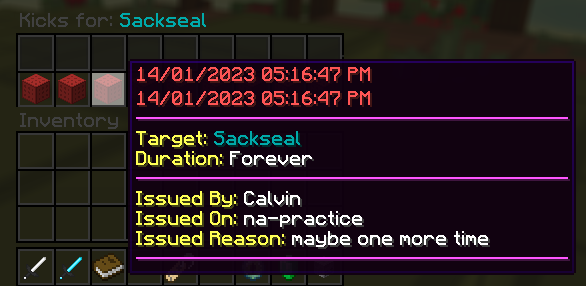 Kicks for: Sackseal
14/01/2023 05:16:47 PM
14/01/2023 05:16:47 PM
Inventory
Target: Sackseal
Duration: Forever
Issued By: Calvin
Issued On: na-practice
Issued Reason: maybe one more time